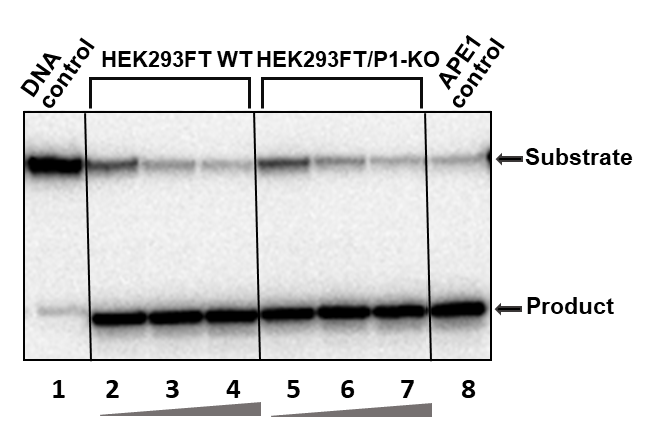 DNA
control
HEK293FT WT
HEK293FT/P1-KO
APE1
control
Substrate
Product
1 2 3 4 5 6 7 8